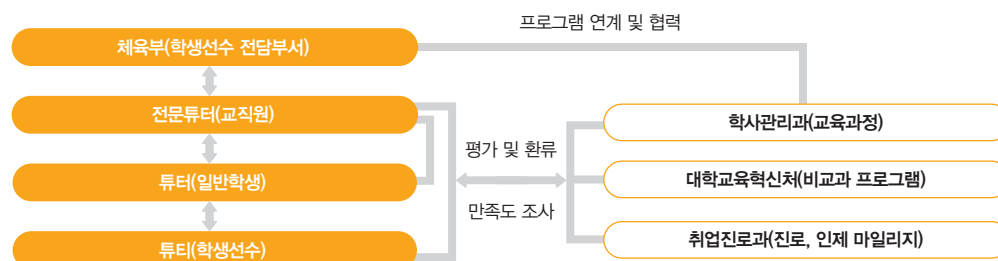 프로그램 연계 및 협력
체육부(학생선수 전담부서)
전문튜터(교직원)
학사관리과(교육과정)
평가 및 환류
튜터(일반학생)
대학교육혁신처(비교과 프로그램)
만족도 조사
튜티(학생선수)
취업진로과(진로, 인제 마일리지)